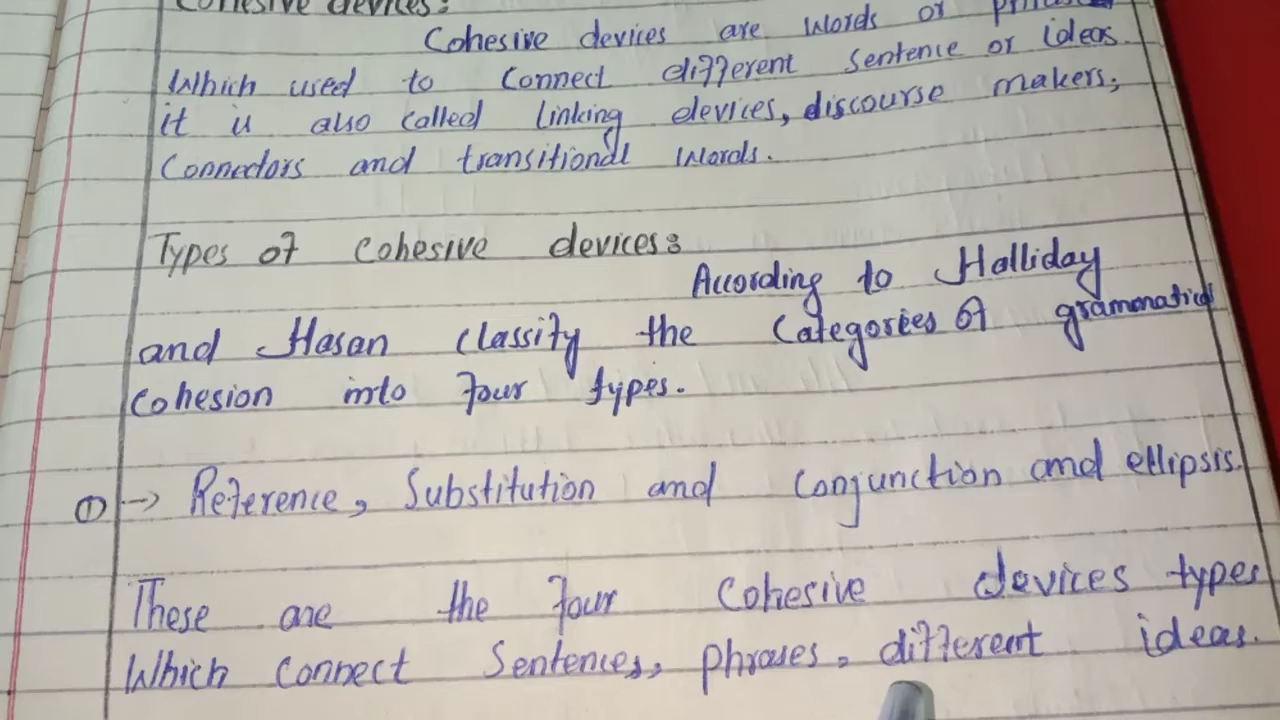 Cohesive devices:
Cohesive devices are words or
Which used to connect different sentence or ideas.
it is also called linking devices, discourse makers,
Connectors and transitional words.
Types of cohesive devices:
According to Halliday
and Hasan classify the categories of grammatical
cohesion into four types.
① → Reference, Substitution and conjunction and ellipsis.
These are the four cohesive devices types
Which connect sentences, phrases, different ideas.